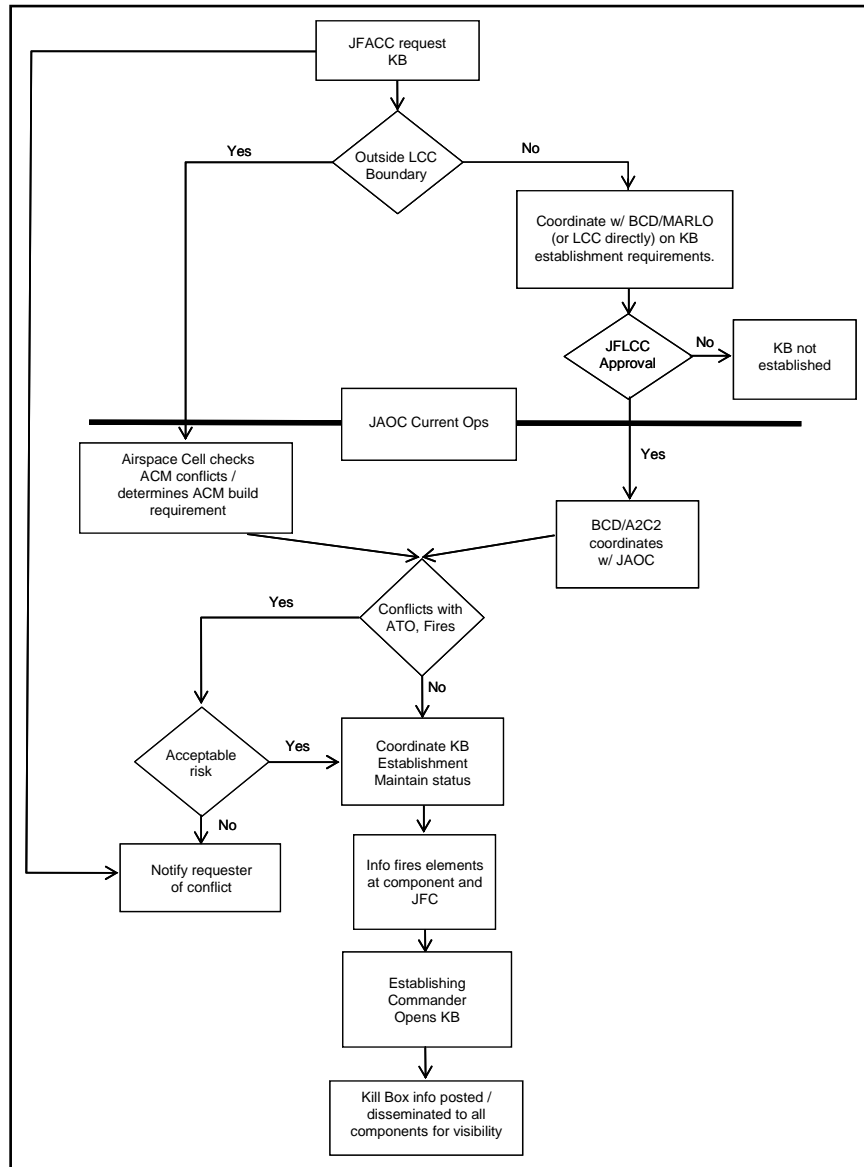 JFACC request
KB
Outside LCC
Boundary
Yes
No
Coordinate w/ BCD/MARLO
(or LCC directly) on KB
establishment requirements.
JFLCC
Approval
No
KB not
established
JAOC Current Ops
Yes
Airspace Cell checks
ACM conflicts /
determines ACM build
requirement
BCD/A2C2
coordinates
w/ JAOC
Conflicts with
ATO, Fires
Yes
No
Acceptable
risk
Yes
No
Coordinate KB
Establishment
Maintain status
Notify requester
of conflict
Info fires elements
at component and
JFC
Establishing
Commander
Opens KB
Kill Box info posted /
disseminated to all
components for visibility